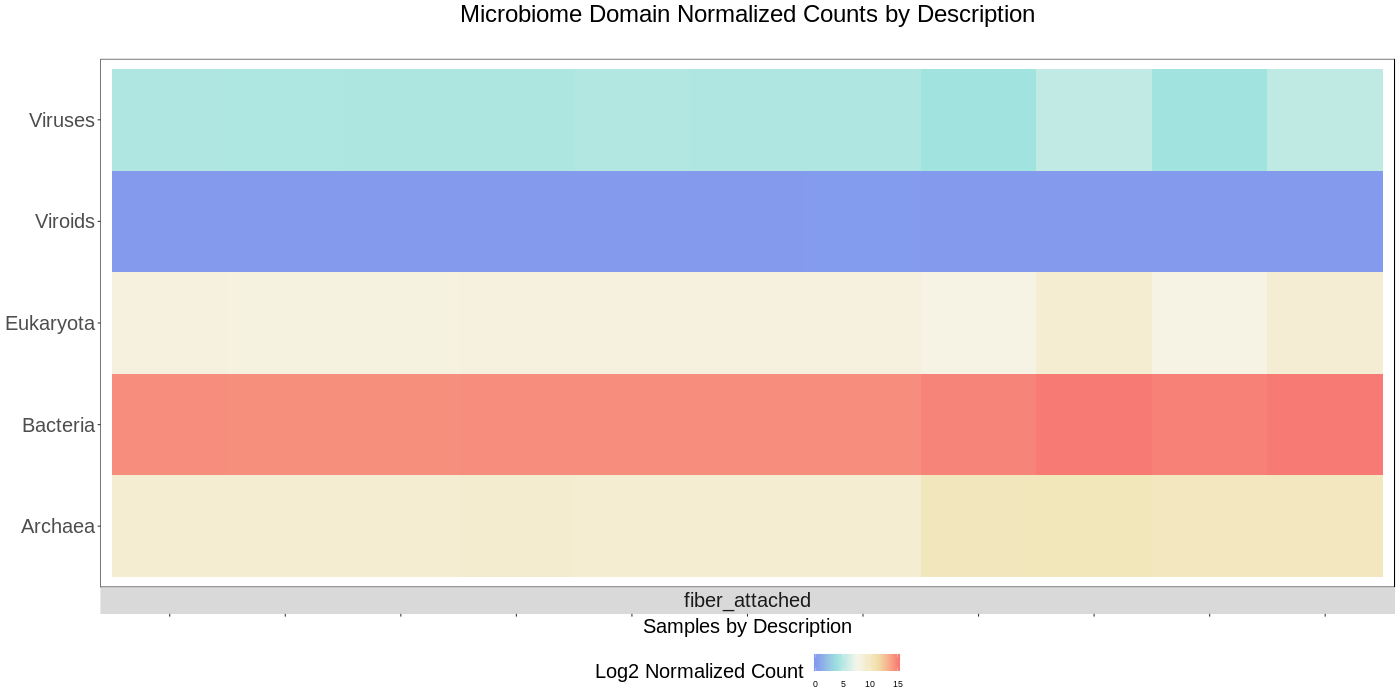 Microbiome Domain Normalized Counts by Description
Viruses
Viroids
Eukaryota
Bacteria
Archaea
fiber_attached
Samples by Description
Log2 Normalized Count
0 5 10 15